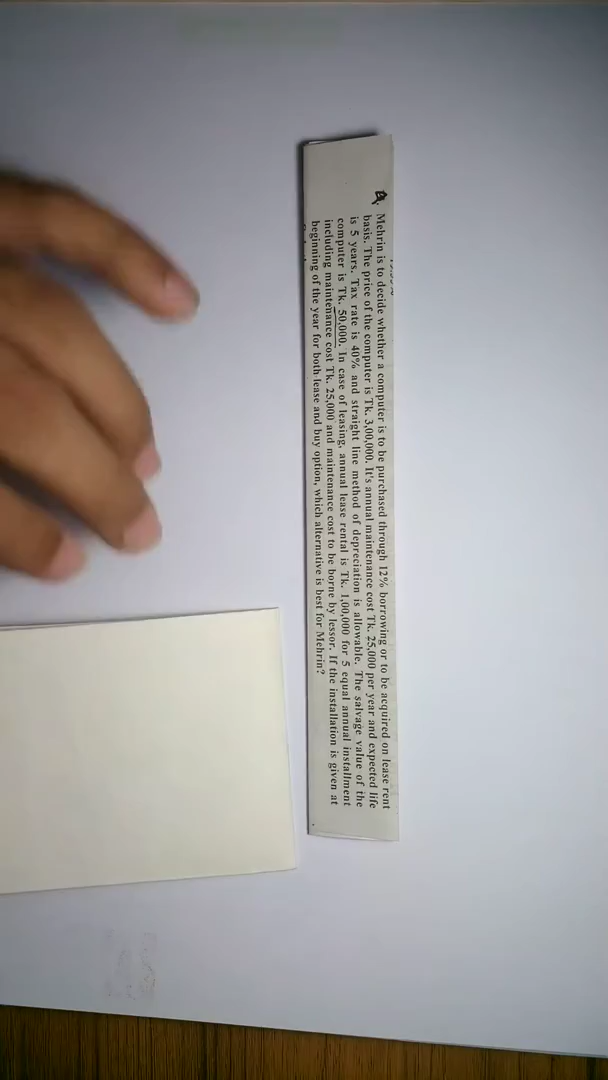 Q. Mehrin is to decide whether a computer is to be purchased through 12% borrowing or to be acquired on lease rent
basis. The price of the computer is Tk. 3,00,000. It's annual maintenance cost Tk. 25,000 per year and expected life
is 5 years. Tax rate is 40% and straight line method of depreciation is allowable. The salvage value of the
computer is Tk. 50,000. In case of leasing, annual lease rental is Tk. 1,00,000 for 5 equal annual installment
including maintenance cost Tk. 25,000 and maintenance cost to be borne by lessor. If the installation is given at
beginning of the year for both lease and buy option, which alternative is best for Mehrin?